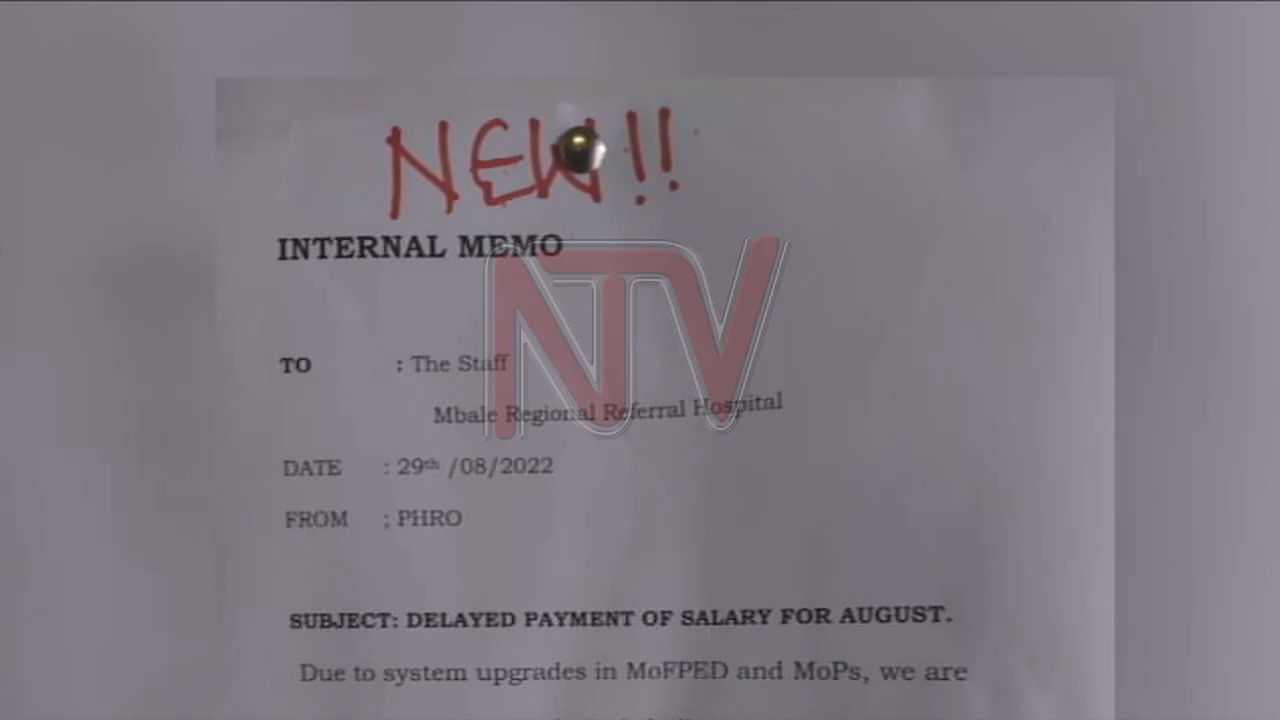 NEW!!
INTERNAL MEMO
NTV
TO : The Staff
Mbale Regional Referral Hospital
DATE : 29th /08/2022
FROM ; PHRO
SUBJECT: DELAYED PAYMENT OF SALARY FOR AUGUST.
Due to system upgrades in MoFPED and MoPs, we are